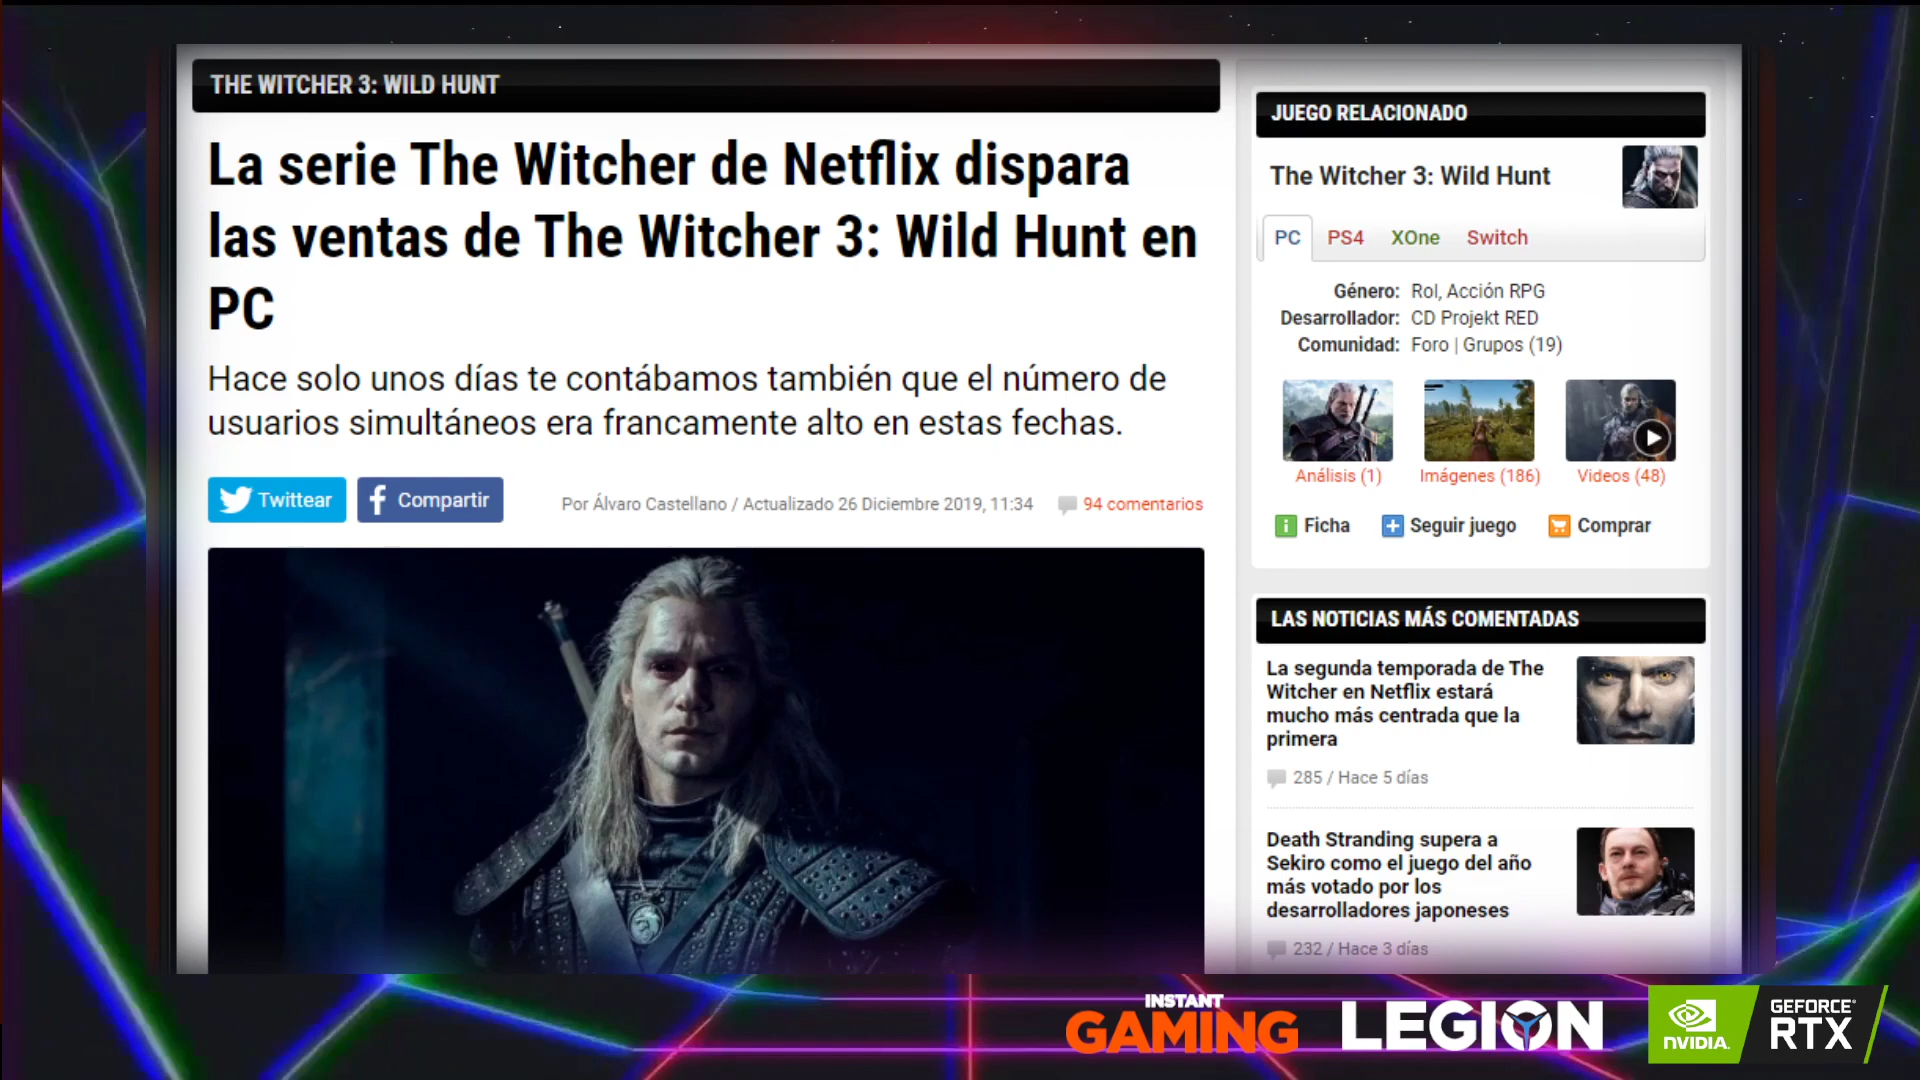 THE WITCHER 3: WILD HUNT
La serie The Witcher de Netflix dispara
las ventas de The Witcher 3: Wild Hunt en
PC
Hace solo unos días te contábamos también que el número de
usuarios simultáneos era francamente alto en estas fechas.
Twittear
Compartir
Por Álvaro Castellano / Actualizado 26 Diciembre 2019, 11:34
94 comentarios
JUEGO RELACIONADO
The Witcher 3: Wild Hunt
PC PS4 XOne Switch
Género: Rol, Acción RPG
Desarrollador: CD Projekt RED
Comunidad: Foro | Grupos (19)
Análisis (1) Imágenes (186) Videos (48)
Ficha Seguir juego Comprar
LAS NOTICIAS MÁS COMENTADAS
La segunda temporada de The
Witcher en Netflix estará
mucho más centrada que la
primera
285 / Hace 5 días
Death Stranding supera a
Sekiro como el juego del año
más votado por los
desarrolladores japoneses
232 / Hace 3 días
INSTANT
GAMING
LEGION
NVIDIA.
GEFORCE®
RTX